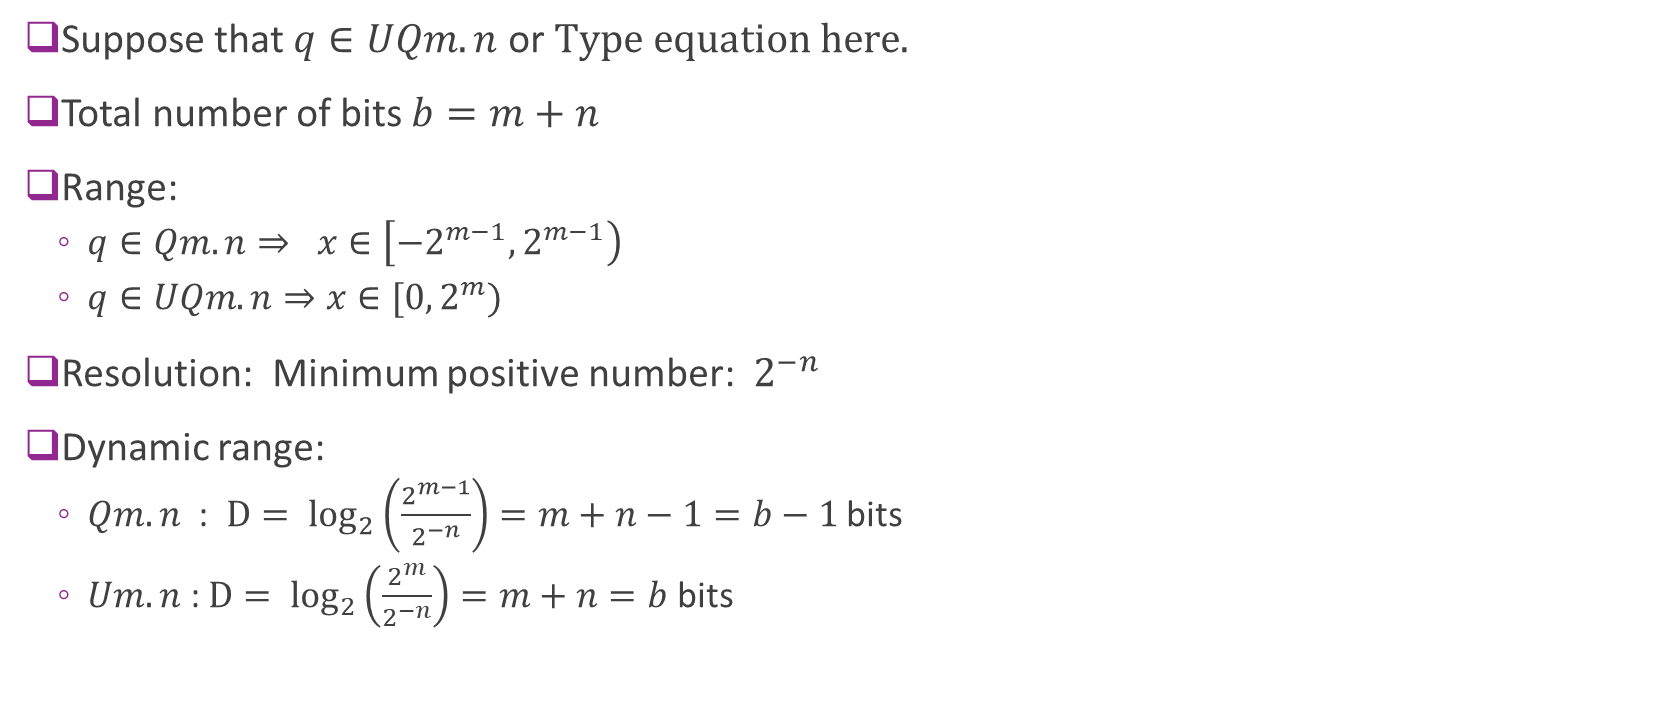 ❑Suppose that q ∈ UQm.n or Type equation here.
❑Total number of bits b = m + n
❑Range:
◦ q ∈ Qm.n ⇒ x ∈ [−2^{m−1}, 2^{m−1})
◦ q ∈ UQm.n ⇒ x ∈ [0, 2^m)
❑Resolution: Minimum positive number: 2^{−n}
❑Dynamic range:
◦ Qm.n : D = log₂(2^{m−1}/2^{−n}) = m + n − 1 = b − 1 bits
◦ Um.n : D = log₂(2^m/2^{−n}) = m + n = b bits